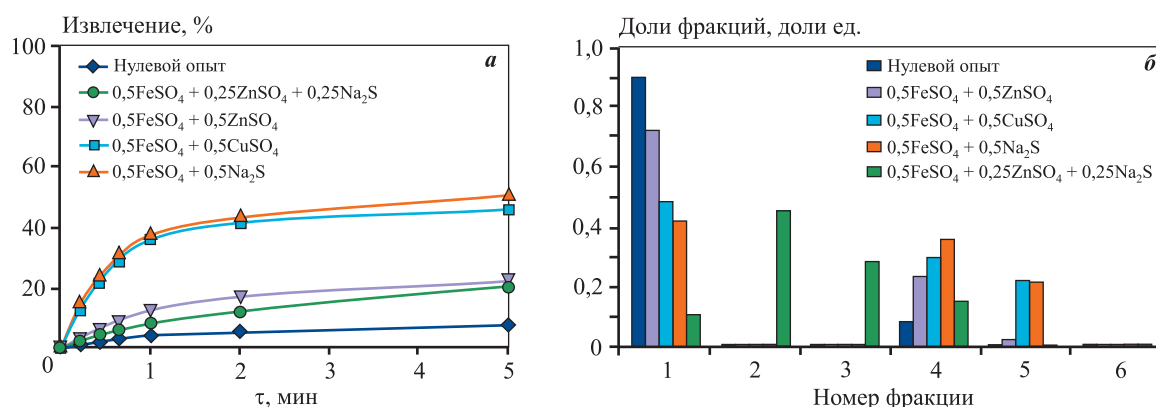 Извлечение, %
а
100
80
60
40
20
0
1
2
3
4
5
τ, мин
Нулевой опыт
0,5FeSO₄ + 0,25ZnSO₄ + 0,25Na₂S
0,5FeSO₄ + 0,5ZnSO₄
0,5FeSO₄ + 0,5CuSO₄
0,5FeSO₄ + 0,5Na₂S
Доли фракций, доли ед.
б
1,0
0,8
0,6
0,4
0,2
0
1
2
3
4
5
6
Номер фракции
Нулевой опыт
0,5FeSO₄ + 0,5ZnSO₄
0,5FeSO₄ + 0,5CuSO₄
0,5FeSO₄ + 0,5Na₂S
0,5FeSO₄ + 0,25ZnSO₄ + 0,25Na₂S